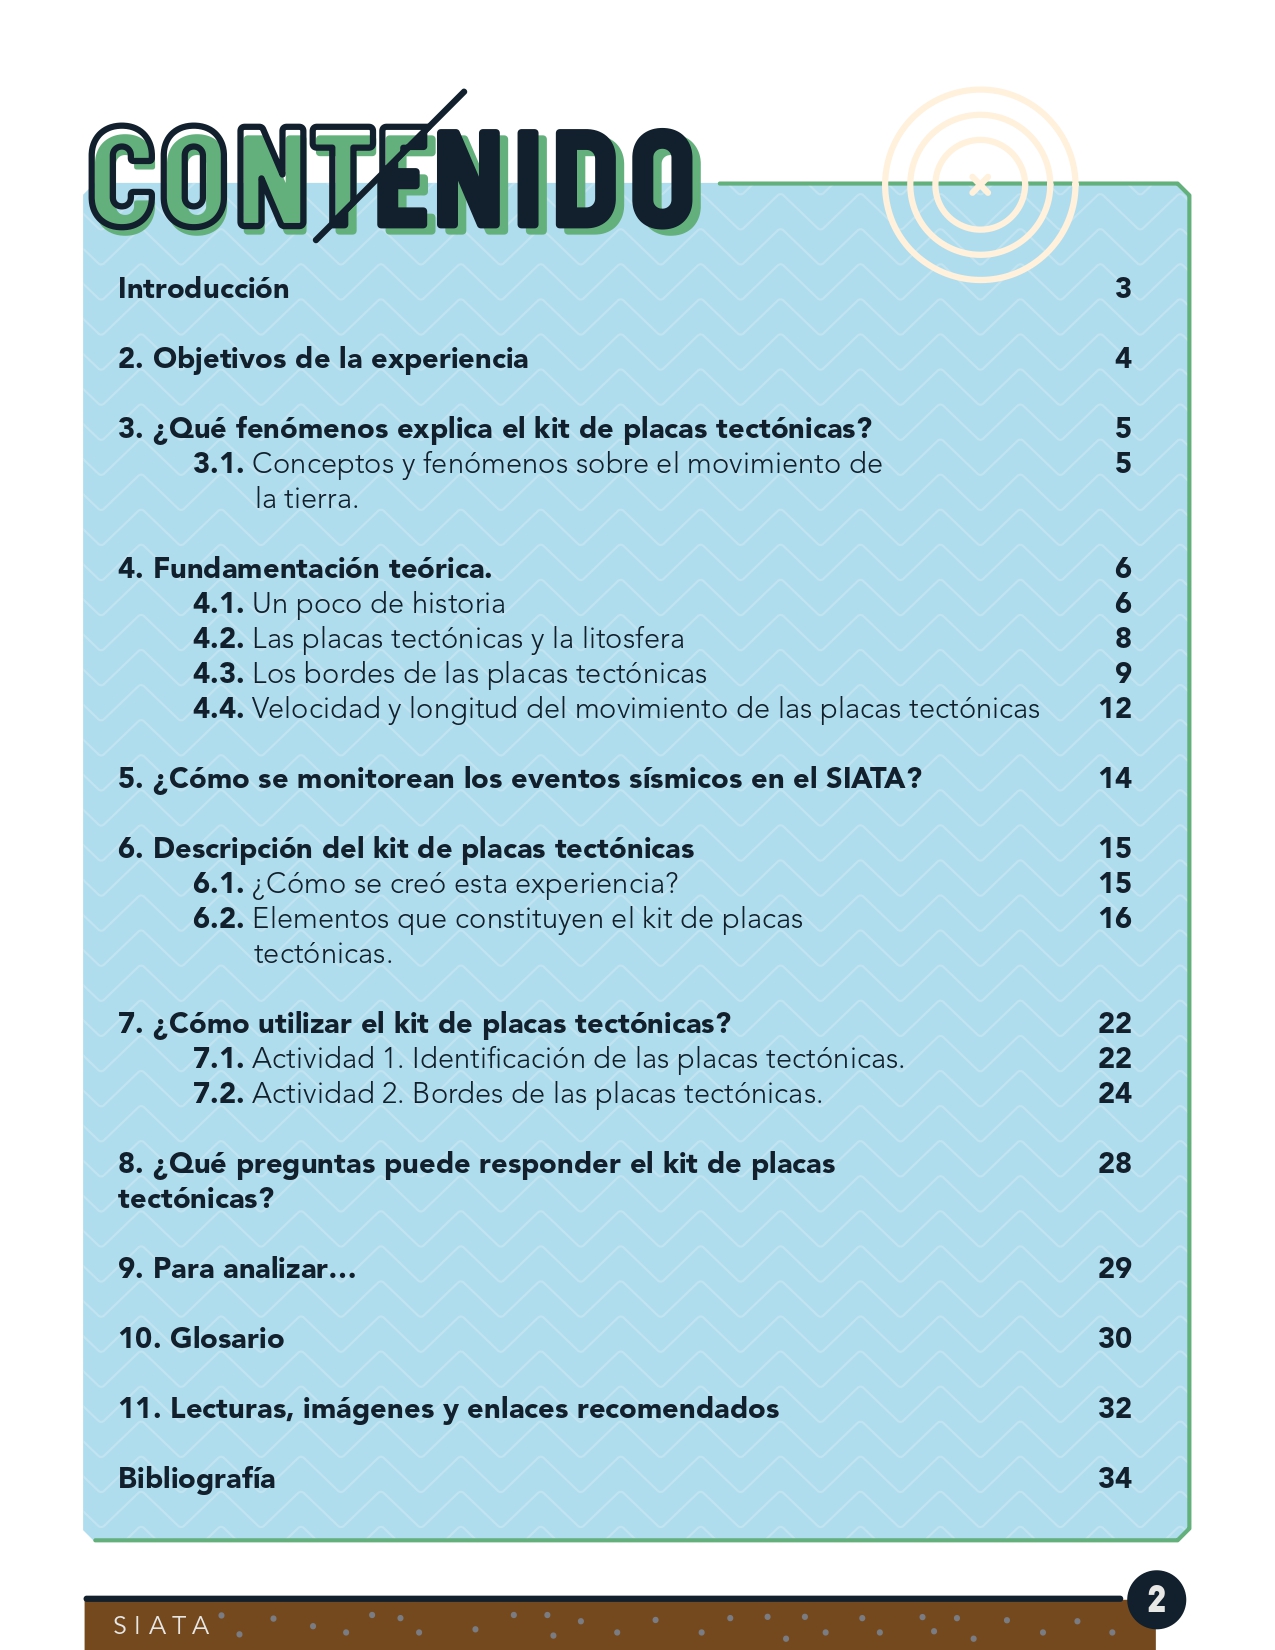 CONTENIDO
Introducción 3
2. Objetivos de la experiencia 4
3. ¿Qué fenómenos explica el kit de placas tectónicas? 5
3.1. Conceptos y fenómenos sobre el movimiento de 5
la tierra.
4. Fundamentación teórica. 6
4.1. Un poco de historia 6
4.2. Las placas tectónicas y la litosfera 8
4.3. Los bordes de las placas tectónicas 9
4.4. Velocidad y longitud del movimiento de las placas tectónicas 12
5. ¿Cómo se monitorean los eventos sísmicos en el SIATA? 14
6. Descripción del kit de placas tectónicas 15
6.1. ¿Cómo se creó esta experiencia? 15
6.2. Elementos que constituyen el kit de placas 16
tectónicas.
7. ¿Cómo utilizar el kit de placas tectónicas? 22
7.1. Actividad 1. Identificación de las placas tectónicas. 22
7.2. Actividad 2. Bordes de las placas tectónicas. 24
8. ¿Qué preguntas puede responder el kit de placas 28
tectónicas?
9. Para analizar... 29
10. Glosario 30
11. Lecturas, imágenes y enlaces recomendados 32
Bibliografía 34
2
SIATA